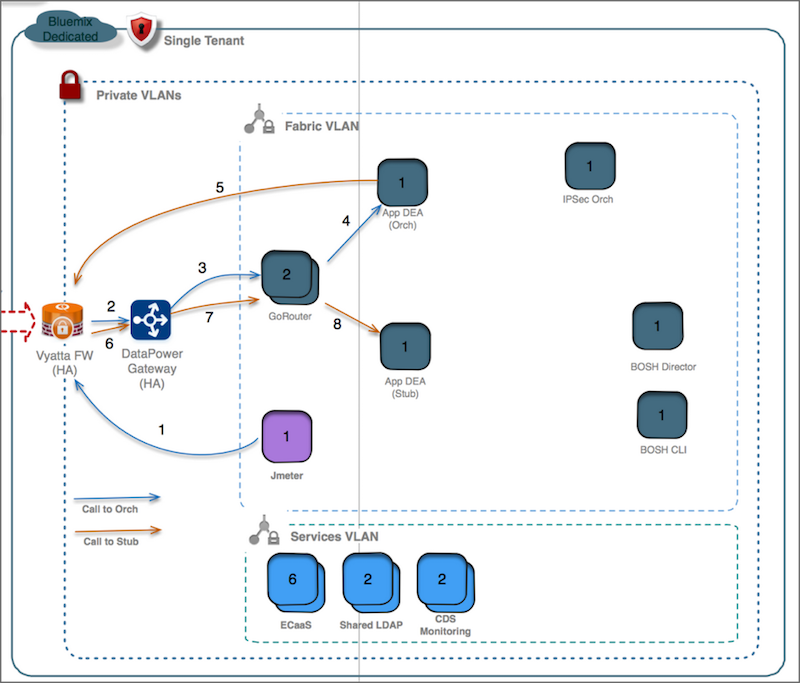 Bluemix
Dedicated
Single Tenant
Private VLANs
Fabric VLAN
1
App DEA
(Orch)
1
IPSec Orch
5
4
3
2
GoRouter
2
6
7
8
Vyatta FW
(HA)
DataPower
Gateway
(HA)
1
App DEA
(Stub)
1
BOSH Director
1
BOSH CLI
1
1
Jmeter
Call to Orch
Call to Stub
Services VLAN
6
ECaaS
2
Shared LDAP
2
CDS
Monitoring